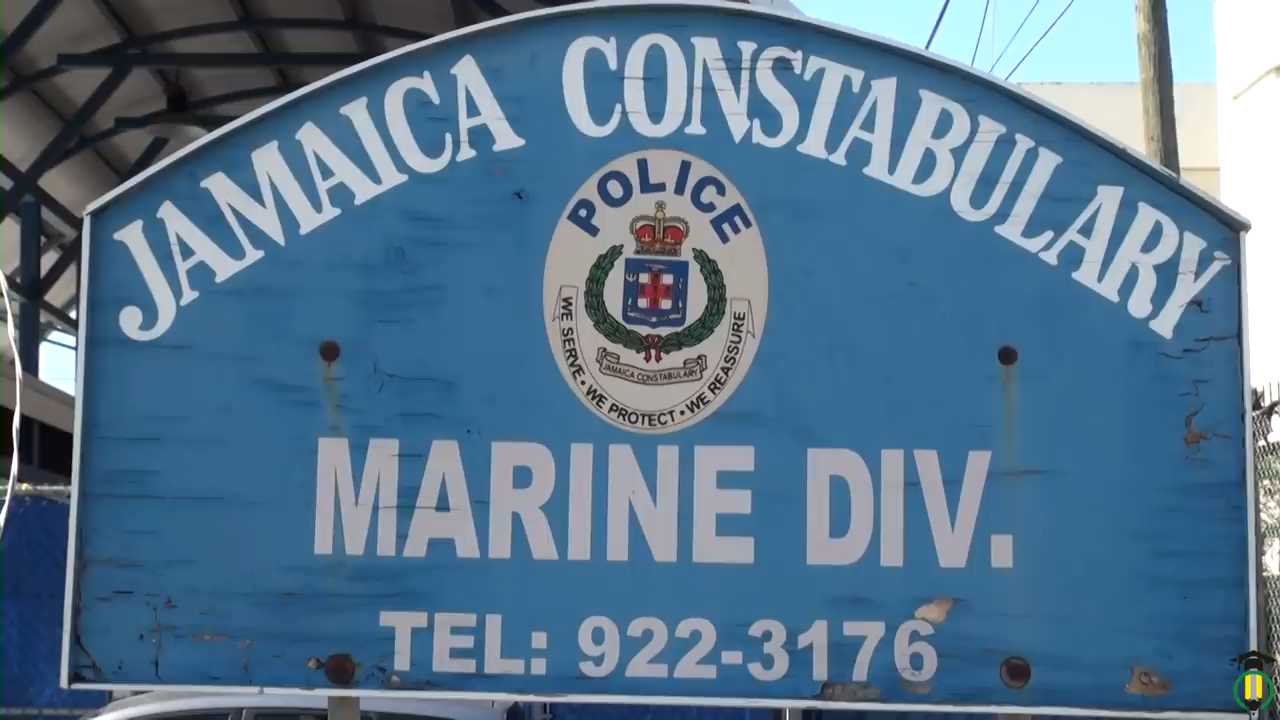 JAMAICA CONSTABULARY
POLICE
JAMAICA CONSTABULARY
WE SERVE • WE PROTECT • WE REASSURE
MARINE DIV.
TEL: 922-3176